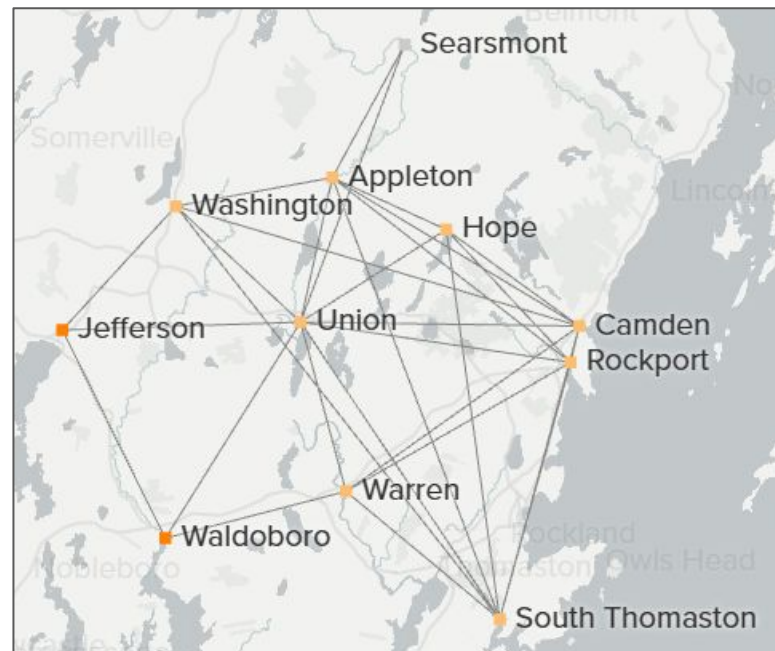 Belmont
Searsmont
Somerville
Appleton
Washington
Lincoln
Hope
Union
Camden
Jefferson
Rockport
Warren
Waldoboro
Rockland
Thomaston
Owls Head
Nobleboro
South Thomaston